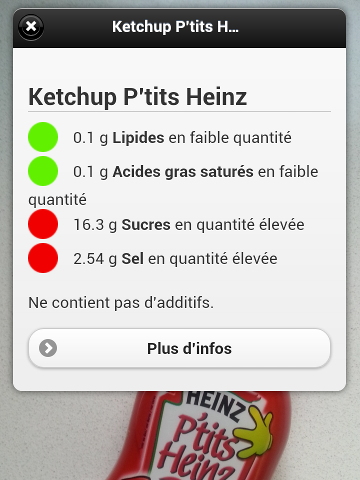 Ketchup P'tits H...
Ketchup P'tits Heinz
0.1 g Lipides en faible quantité
0.1 g Acides gras saturés en faible
quantité
16.3 g Sucres en quantité élevée
2.54 g Sel en quantité élevée
Ne contient pas d'additifs.
Plus d'infos
HEINZ
P'tits
Heinz